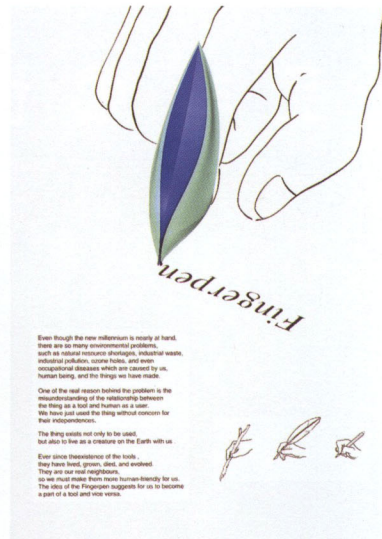 Fingerpen
Even though the new millennium is nearly at hand,
there are so many environmental problems,
such as natural resource shortages, industrial waste,
industrial pollution, ozone holes, and even
occupational diseases which are caused by us,
human being, and the things we have made.
One of the real reason behind the problem is the
misunderstanding of the relationship between
the thing as a tool and human as a user.
We have just used the thing without concern for
their independences.
The thing exists not only to be used,
but also to live as a creature on the Earth with us
Ever since theexistence of the tools ,
they have lived, grown, died, and evolved.
They are our real neighbours,
so we must make them more human-friendly for us.
The idea of the Fingerpen suggests for us to become
a part of a tool and vice versa.